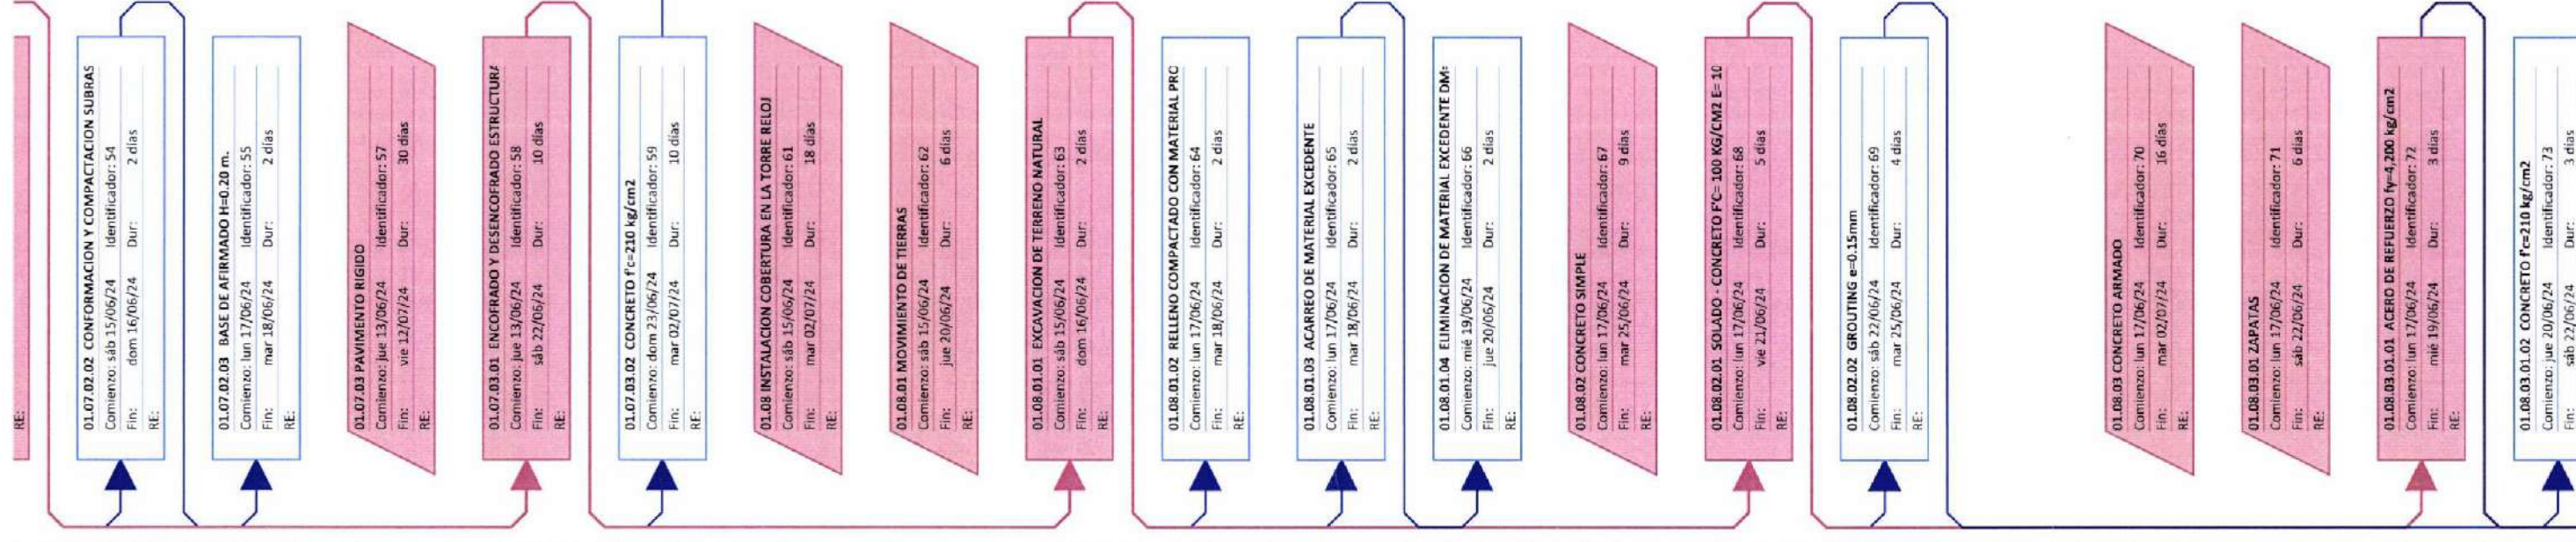 RE:
01.07.02.02 CONFORMACION Y COMPACTACION SUBRAS
Comienzo: sáb 15/06/24 Identificador: 54
Fin: dom 16/06/24 Dur: 2 días
RE:
01.07.02.03 BASE DE AFIRMADO H=0.20 m.
Comienzo: lun 17/06/24 Identificador: 55
Fin: mar 18/06/24 Dur: 2 días
RE:
01.07.03 PAVIMENTO RIGIDO
Comienzo: jue 13/06/24 Identificador: 57
Fin: vie 12/07/24 Dur: 30 días
RE:
01.07.03.01 ENCOFRADO Y DESENCOFRADO ESTRUCTURA
Comienzo: jue 13/06/24 Identificador: 58
Fin: sáb 22/06/24 Dur: 10 días
RE:
01.07.03.02 CONCRETO f'c=210 kg/cm2
Comienzo: dom 23/06/24 Identificador: 59
Fin: mar 02/07/24 Dur: 10 días
RE:
01.08 INSTALACION COBERTURA EN LA TORRE RELOJ
Comienzo: sáb 15/06/24 Identificador: 61
Fin: mar 02/07/24 Dur: 18 días
RE:
01.08.01 MOVIMIENTO DE TIERRAS
Comienzo: sáb 15/06/24 Identificador: 62
Fin: jue 20/06/24 Dur: 6 días
RE:
01.08.01.01 EXCAVACION DE TERRENO NATURAL
Comienzo: sáb 15/06/24 Identificador: 63
Fin: dom 16/06/24 Dur: 2 días
RE:
01.08.01.02 RELLENO COMPACTADO CON MATERIAL PRO
Comienzo: lun 17/06/24 Identificador: 64
Fin: mar 18/06/24 Dur: 2 días
RE:
01.08.01.03 ACARREO DE MATERIAL EXCEDENTE
Comienzo: lun 17/06/24 Identificador: 65
Fin: mar 18/06/24 Dur: 2 días
RE:
01.08.01.04 ELIMINACION DE MATERIAL EXCEDENTE DM=
Comienzo: mié 19/06/24 Identificador: 66
Fin: jue 20/06/24 Dur: 2 días
RE:
01.08.02 CONCRETO SIMPLE
Comienzo: lun 17/06/24 Identificador: 67
Fin: mar 25/06/24 Dur: 9 días
RE:
01.08.02.01 SOLADO - CONCRETO F'C= 100 KG/CM2 E= 10
Comienzo: lun 17/06/24 Identificador: 68
Fin: vie 21/06/24 Dur: 5 días
RE:
01.08.02.02 GROUTING e=0.15mm
Comienzo: sáb 22/06/24 Identificador: 69
Fin: mar 25/06/24 Dur: 4 días
RE:
01.08.03 CONCRETO ARMADO
Comienzo: lun 17/06/24 Identificador: 70
Fin: mar 02/07/24 Dur: 16 días
RE:
01.08.03.01 ZAPATAS
Comienzo: lun 17/06/24 Identificador: 71
Fin: sáb 22/06/24 Dur: 6 días
RE:
01.08.03.01.01 ACERO DE REFUERZO fy=4,200 kg/cm2
Comienzo: lun 17/06/24 Identificador: 72
Fin: mié 19/06/24 Dur: 3 días
RE:
01.08.03.01.02 CONCRETO f'c=210 kg/cm2
Comienzo: jue 20/06/24 Identificador: 73
Fin: sáb 22/06/24 Dur: 3 días